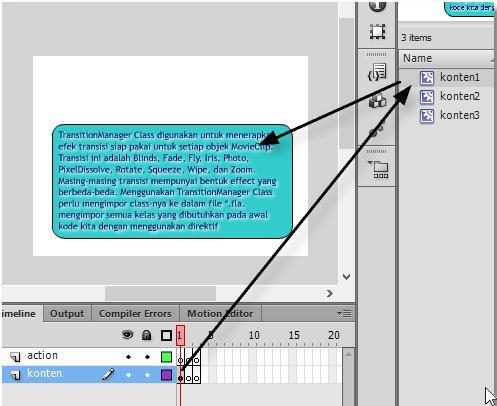 kode kita deng
3 items
Name
konten1
konten2
konten3
TransitionManager Class digunakan untuk menerapkan
efek transisi siap pakai untuk setiap objek MovieClip.
Transisi ini adalah Blinds, Fade, Fly, Iris, Photo,
PixelDissolve, Rotate, Squeeze, Wipe, dan Zoom.
Masing-masing transisi mempunyai bentuk effect yang
berbeda-beda. Menggunakan TransitionManager Class
perlu mengimpor class-nya ke dalam file *.fla.
mengimpor semua kelas yang dibutuhkan pada awal
kode kita dengan menggunakan direktif
imeline Output Compiler Errors Motion Editor
1 5 10 15 20
action
konten